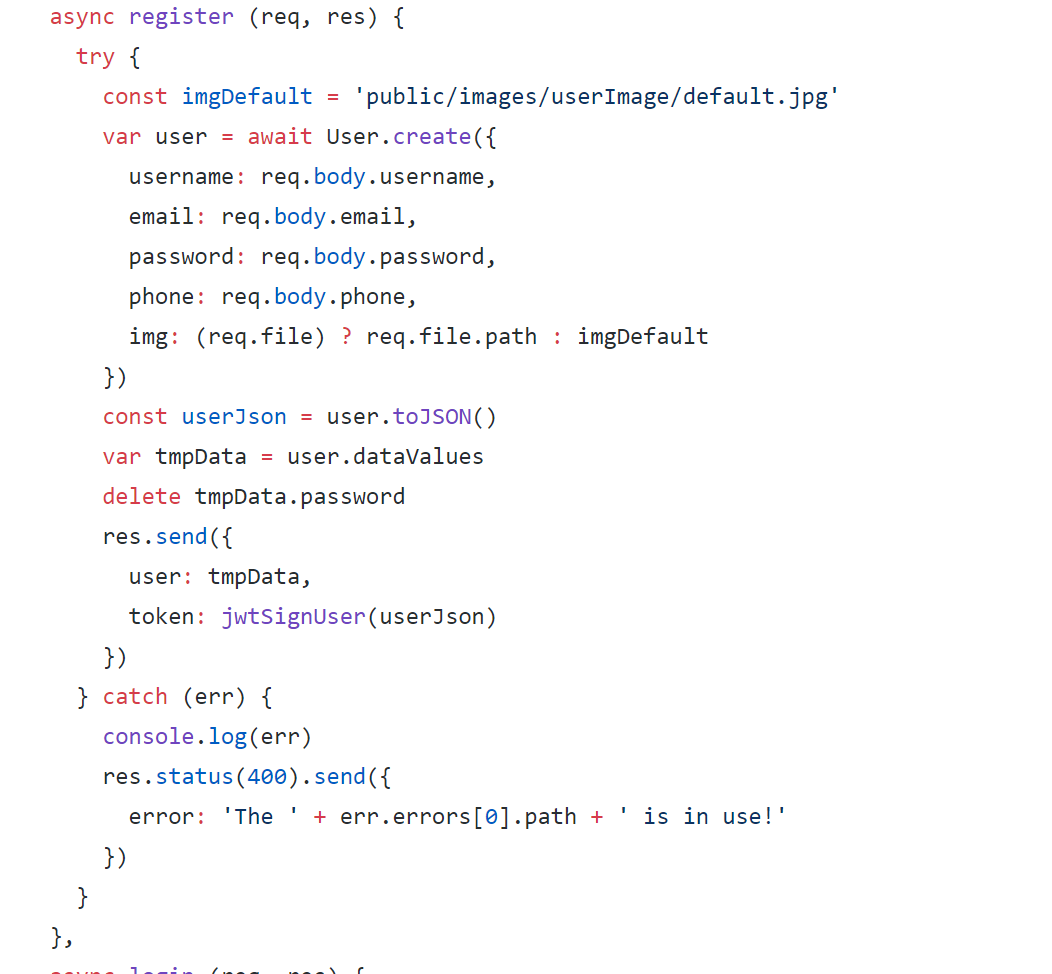 async register (req, res) {
try {
const imgDefault = 'public/images/userImage/default.jpg'
var user = await User.create({
username: req.body.username,
email: req.body.email,
password: req.body.password,
phone: req.body.phone,
img: (req.file) ? req.file.path : imgDefault
})
const userJson = user.toJSON()
var tmpData = user.dataValues
delete tmpData.password
res.send({
user: tmpData,
token: jwtSignUser(userJson)
})
} catch (err) {
console.log(err)
res.status(400).send({
error: 'The ' + err.errors[0].path + ' is in use!'
})
}
},
async login (req, res) {